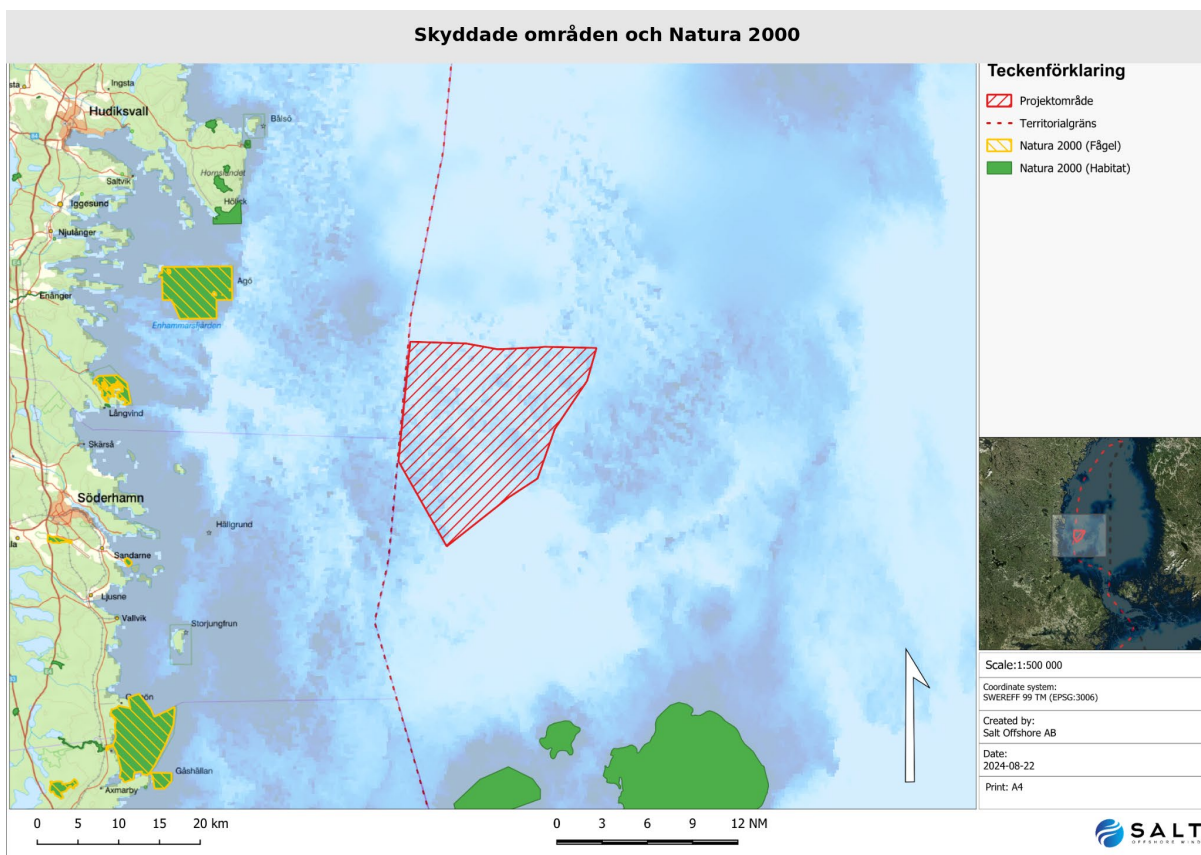 Skyddade områden och Natura 2000
Ingsta
Hudiksvall
Bålsö
Hornslandet
Saltvik
Hölick
Iggesund
Njutånger
Agö
Enånger
Enhammarsfjärden
Långvind
Skärså
Söderhamn
Hällgrund
Sandarne
Ljusne
Vallvik
Storjungfrun
Gåshällan
Axmarby
Teckenförklaring
Projektområde
Territorialgräns
Natura 2000 (Fågel)
Natura 2000 (Habitat)
Scale:1:500 000
Coordinate system:
SWEREFF 99 TM (EPSG:3006)
Created by:
Salt Offshore AB
Date:
2024-08-22
Print: A4
0 5 10 15 20 km
0 3 6 9 12 NM
SALT
OFFSHORE WIND